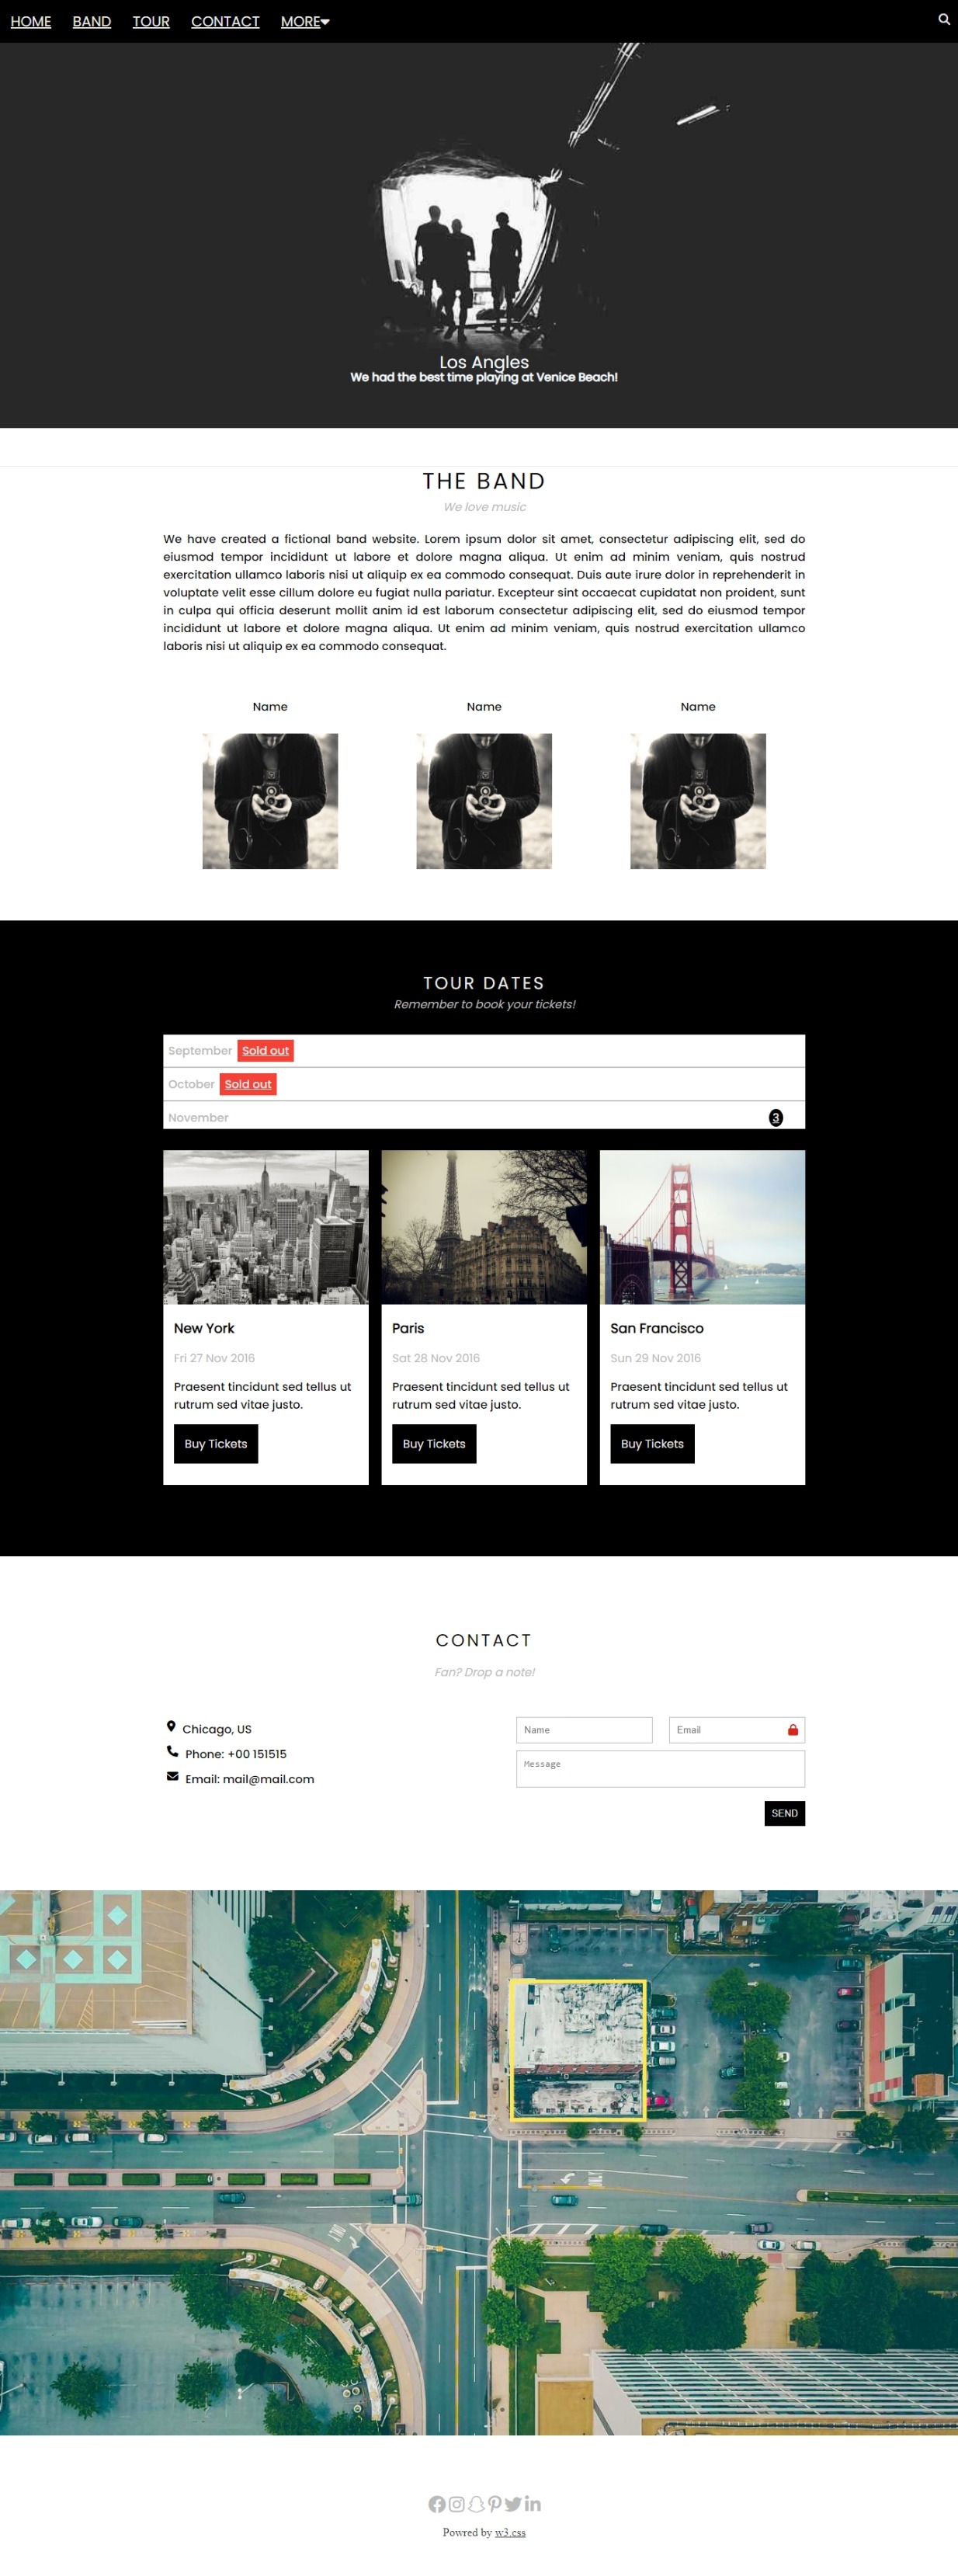 HOME BAND TOUR CONTACT MORE
Los Angles
We had the best time playing at Venice Beach!
THE BAND
We love music
We have created a fictional band website. Lorem ipsum dolor sit amet, consectetur adipiscing elit, sed do
eiusmod tempor incididunt ut labore et dolore magna aliqua. Ut enim ad minim veniam, quis nostrud
exercitation ullamco laboris nisi ut aliquip ex ea commodo consequat. Duis aute irure dolor in reprehenderit in
voluptate velit esse cillum dolore eu fugiat nulla pariatur. Excepteur sint occaecat cupidatat non proident, sunt
in culpa qui officia deserunt mollit anim id est laborum consectetur adipiscing elit, sed do eiusmod tempor
incididunt ut labore et dolore magna aliqua. Ut enim ad minim veniam, quis nostrud exercitation ullamco
laboris nisi ut aliquip ex ea commodo consequat.
Name Name Name
TOUR DATES
Remember to book your tickets!
September Sold out
October Sold out
November 3
New York
Fri 27 Nov 2016
Praesent tincidunt sed tellus ut
rutrum sed vitae justo.
Buy Tickets
Paris
Sat 28 Nov 2016
Praesent tincidunt sed tellus ut
rutrum sed vitae justo.
Buy Tickets
San Francisco
Sun 29 Nov 2016
Praesent tincidunt sed tellus ut
rutrum sed vitae justo.
Buy Tickets
CONTACT
Fan? Drop a note!
Chicago, US
Phone: +00 151515
Email: mail@mail.com
Name Email
Message
SEND
Powred by w3.css